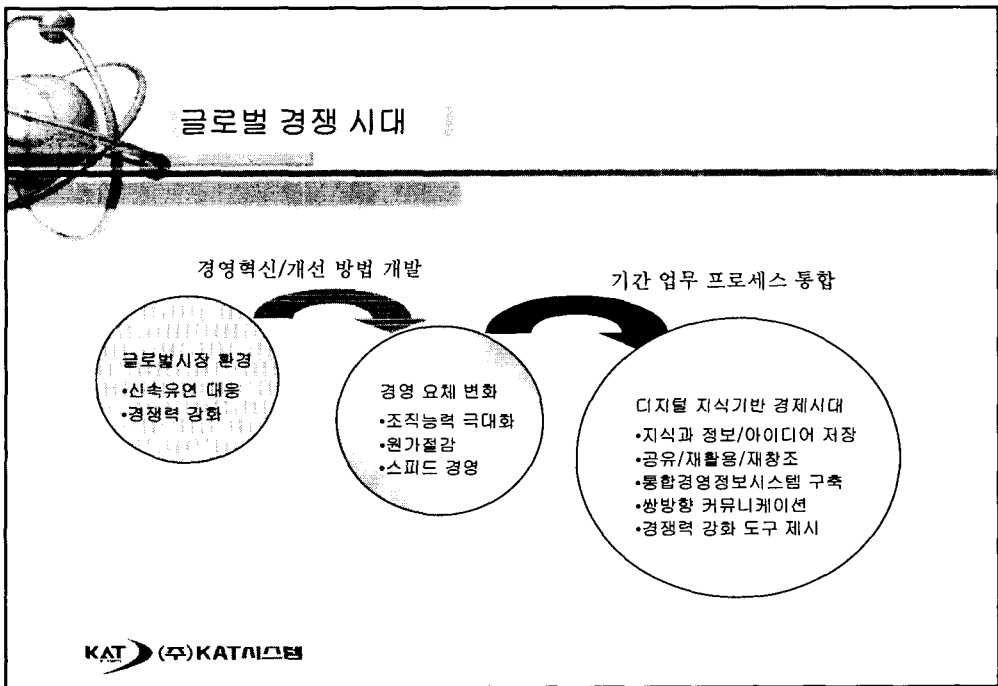 글로벌 경쟁 시대
경영혁신/개선 방법 개발
기간 업무 프로세스 통합
글로벌시장 환경
•신속유연 대응
•경쟁력 강화
경영 요체 변화
•조직능력 극대화
•원가절감
•스피드 경영
디지털 지식기반 경제시대
•지식과 정보/아이디어 저장
•공유/재활용/재창조
•통합경영정보시스템 구축
•쌍방향 커뮤니케이션
•경쟁력 강화 도구 제시
KAT (주)KAT시스템